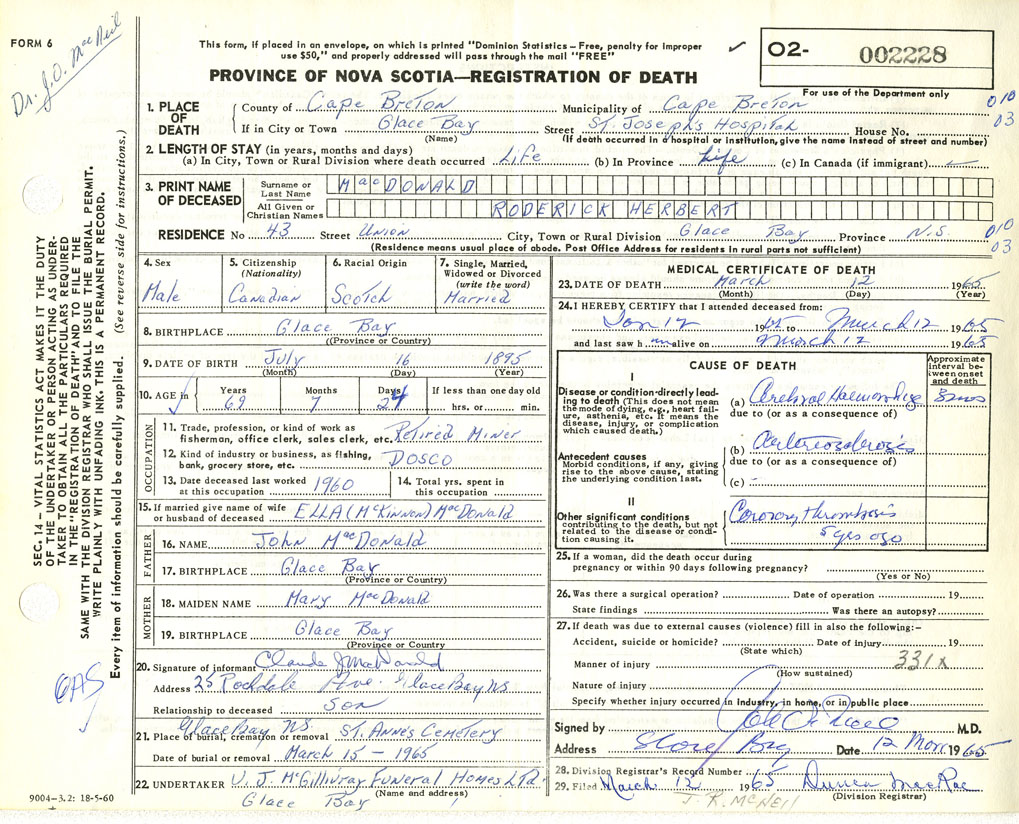 FORM 6
Dr. J. O. MacNeil
This form, if placed in an envelope, on which is printed "Dominion Statistics–Free, penalty for improper
use $50," and properly addressed will pass through the mail "FREE"
✓ O2- 002228
For use of the Department only
PROVINCE OF NOVA SCOTIA—REGISTRATION OF DEATH
010
03
1. PLACE OF DEATH
County of Cape Breton Municipality of Cape Breton
If in City or Town Glace Bay Street St. Joseph's Hospital House No.
(Name) (If death occurred in a hospital or institution, give the name instead of street and number)
2. LENGTH OF STAY (in years, months and days)
(a) In City, Town or Rural Division where death occurred Life (b) In Province Life (c) In Canada (if immigrant)
3. PRINT NAME OF DECEASED
Surname or Last Name MacDONALD
All Given or Christian Names RODERICK HERBERT
RESIDENCE No 43 Street Union City, Town or Rural Division Glace Bay Province N.S.
010
03
(Residence means usual place of abode. Post Office Address for residents in rural parts not sufficient)
4. Sex Male
5. Citizenship (Nationality) Canadian
6. Racial Origin Scotch
7. Single, Married, Widowed or Divorced (write the word) Married
8. BIRTHPLACE Glace Bay
((Province or Country)
9. DATE OF BIRTH July 16 1895
(Month) (Day) (Year)
10. AGE in Years 69 Months 7 Days 24 If less than one day old
hrs. or min.
OCCUPATION
11. Trade, profession, or kind of work as
fisherman, office clerk, sales clerk, etc. Retired Miner
12. Kind of industry or business, as fishing,
bank, grocery store, etc. DOSCO
13. Date deceased last worked at this occupation 1960
14. Total yrs. spent in this occupation
15. If married give name of wife
or husband of deceased ELLA (McKinnon) MacDonald
FATHER
16. NAME John MacDonald
17. BIRTHPLACE Glace Bay
(Province or Country)
MOTHER
18. MAIDEN NAME Mary MacDonald
19. BIRTHPLACE Glace Bay
(Province or Country
20. Signature of informant Claude J MacDonald
Address 25 Rockdale Ave. Glace Bay NS
Relationship to deceased Son
Glace Bay NS
21. Place of burial, cremation or removal St. Anne's Cemetery
Date of burial or removal March 15 – 1965
22. UNDERTAKER V. J. McGillivray Funeral Homes Ltd.
(Name and address)
Glace Bay
MEDICAL CERTIFICATE OF DEATH
23. DATE OF DEATH March 12 1965
(Month) (Day) (Year)
24. I HEREBY CERTIFY that I attended deceased from:
Jan 12 1965 to March 12 1965
and last saw him alive on March 12 1965
CAUSE OF DEATH
Approximate interval between onset and death
I
Disease or condition directly leading to death (This does not mean the mode of dying, e.g., heart failure, asthenia, etc. It means the disease, injury, or complication which caused death.)
(a) Cerebral Haemorrhage
due to (or as a consequence of)
Antecedent causes
Morbid conditions, if any, giving rise to the above cause, stating the underlying condition last.
(b) Arteriosclerosis
due to (or as a consequence of)
(c) -
II
Other significant conditions
contributing to the death, but not related to the disease or condition causing it.
Coronary thrombosis
5 yrs ago
25. If a woman, did the death occur during
pregnancy or within 90 days following pregnancy?
(Yes or No)
26. Was there a surgical operation? Date of operation 19
State findings Was there an autopsy?
27. If death was due to external causes (violence) fill in also the following:-
Accident, suicide or homicide? Date of injury 19
(State which)
Manner of injury 331X
(How sustained)
Nature of injury
Specify whether injury occurred in Industry, in home, or in public place
Signed by M.D.
Address Glace Bay Date 12 Mar. 1965
28. Division Registrar's Record Number
29. Filed March 12 1965 Duncan MacRae
J. K. McNeil (Division Registrar)
SEC. 14 – VITAL STATISTICS ACT MAKES IT THE DUTY
OF THE UNDERTAKER OR PERSON ACTING AS UNDER-
TAKER TO OBTAIN ALL THE PARTICULARS REQUIRED
IN THE "REGISTRATION OF DEATH" AND TO FILE THE
SAME WITH THE DIVISION REGISTRAR WHO SHALL ISSUE THE BURIAL PERMIT.
WRITE PLAINLY WITH UNFADING INK. THIS IS A PERMANENT RECORD.
Every item of information should be carefully supplied. (See reverse side for instructions.)
9004–3.2: 18-5-60